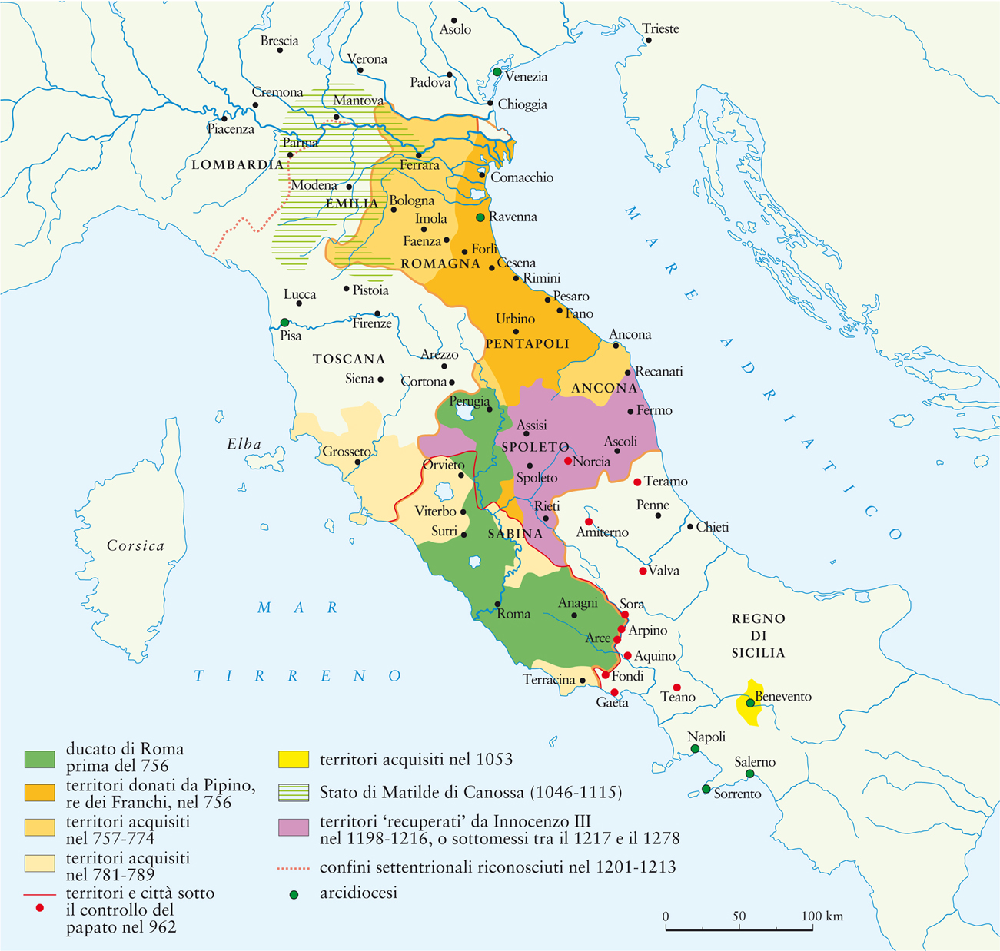 Asolo
Trieste
Brescia
Verona
Padova
Venezia
Cremona
Mantova
Chioggia
Piacenza
Parma
LOMBARDIA
Ferrara
Comacchio
Modena
EMILIA
Bologna
Imola
Ravenna
Faenza
Forlì
ROMAGNA
Cesena
Rimini
Lucca
Pistoia
Pesaro
Fano
Firenze
Urbino
Pisa
PENTAPOLI
Ancona
TOSCANA
Arezzo
Siena
Cortona
Recanati
ANCONA
Perugia
Fermo
Assisi
Elba
SPOLETO
Ascoli
Grosseto
Orvieto
Norcia
Spoleto
Teramo
Viterbo
Rieti
Penne
Sutri
SABINA
Amiterno
Chieti
Corsica
Valva
MARE ADRIATICO
MAR
TIRRENO
Roma
Anagni
Sora
Arpino
Arce
Aquino
REGNO
DI
SICILIA
Terracina
Fondi
Gaeta
Teano
Benevento
Napoli
Salerno
Sorrento
ducato di Roma
prima del 756
territori donati da Pipino,
re dei Franchi, nel 756
territori acquisiti
nel 757-774
territori acquisiti
nel 781-789
territori e città sotto
il controllo del
papato nel 962
territori acquisiti nel 1053
Stato di Matilde di Canossa (1046-1115)
territori ‘recuperati’ da Innocenzo III
nel 1198-1216, o sottomessi tra il 1217 e il 1278
confini settentrionali riconosciuti nel 1201-1213
arcidiocesi
0 50 100 km